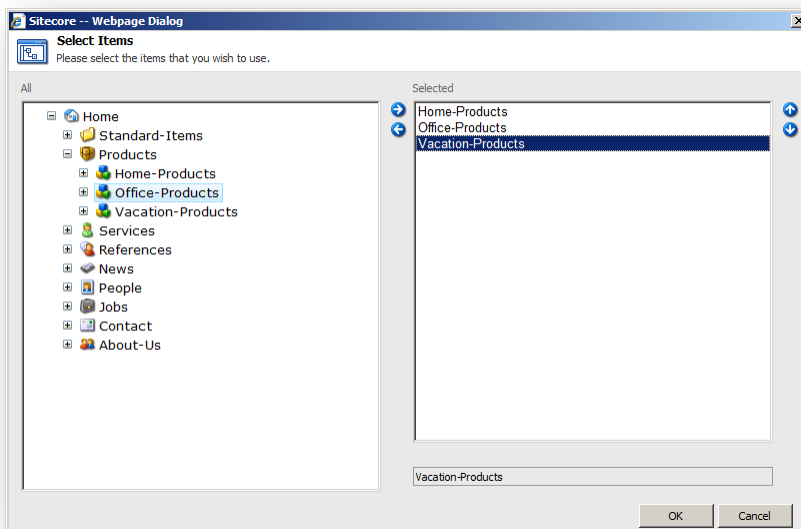 Sitecore -- Webpage Dialog
Select Items
Please select the items that you wish to use.
All
Home
Standard-Items
Products
Home-Products
Office-Products
Vacation-Products
Services
References
News
People
Jobs
Contact
About-Us
Selected
Home-Products
Office-Products
Vacation-Products
Vacation-Products
OK
Cancel